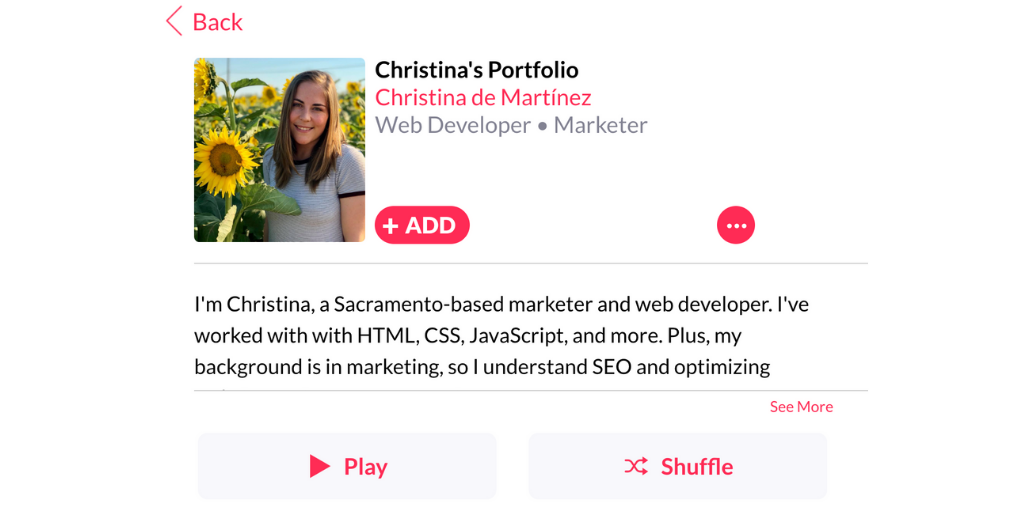 Back
Christina's Portfolio
Christina de Martínez
Web Developer • Marketer
+ ADD
I'm Christina, a Sacramento-based marketer and web developer. I've
worked with with HTML, CSS, JavaScript, and more. Plus, my
background is in marketing, so I understand SEO and optimizing
See More
Play
Shuffle